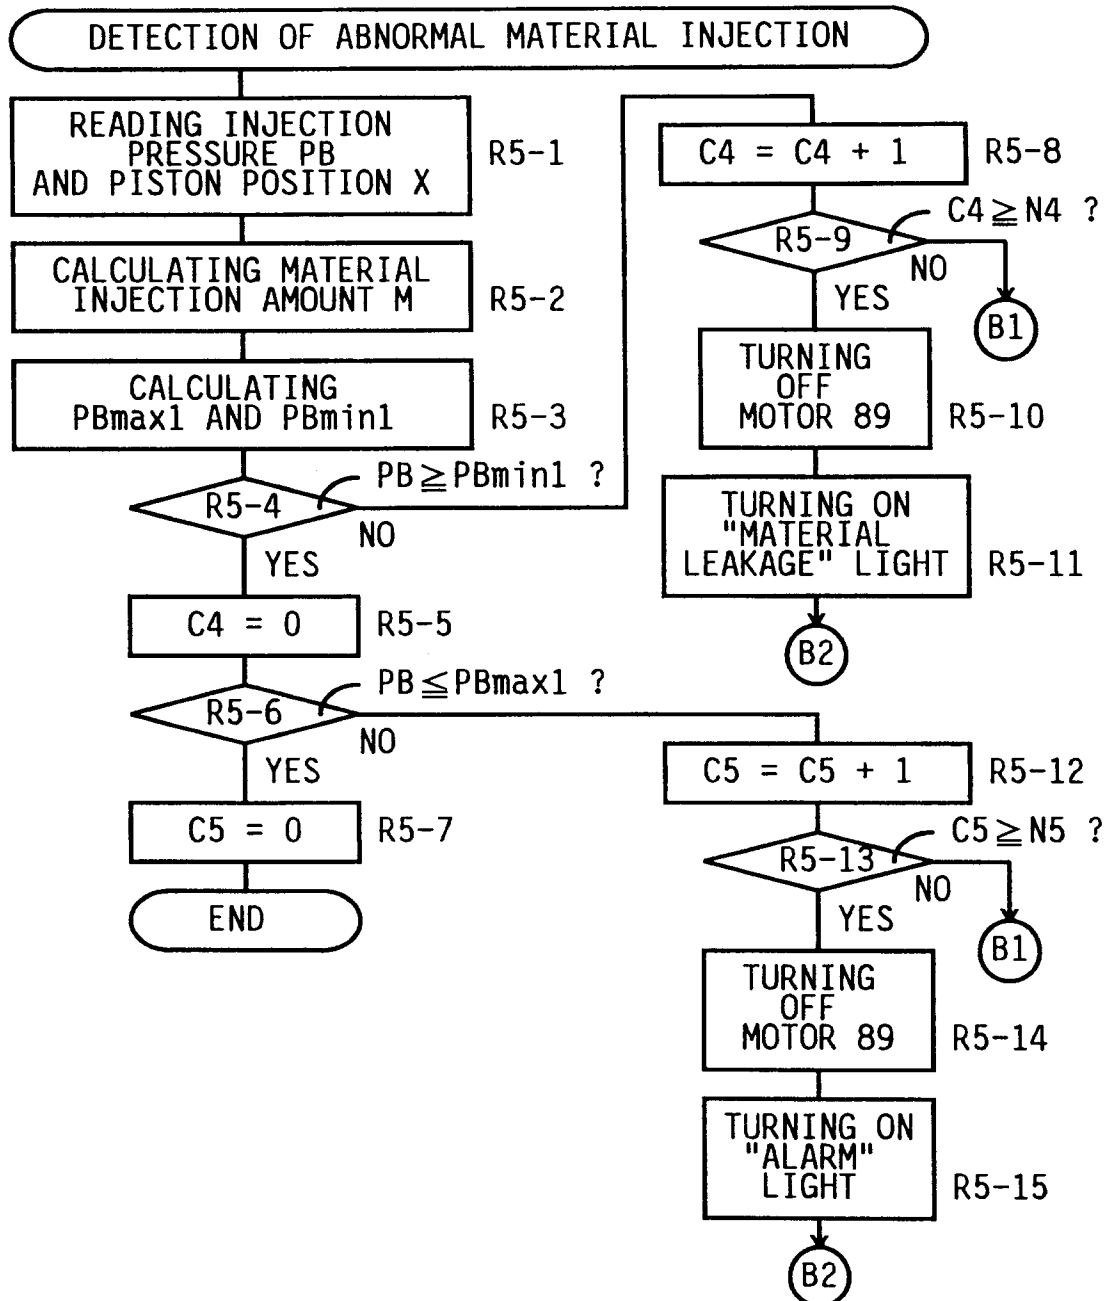 DETECTION OF ABNORMAL MATERIAL INJECTION
READING INJECTION
PRESSURE PB
AND PISTON POSITION X
R5-1
CALCULATING MATERIAL
INJECTION AMOUNT M
R5-2
CALCULATING
PBmax1 AND PBmin1
R5-3
PB≧PBmin1 ?
R5-4
NO
YES
C4 = 0
R5-5
PB≦PBmax1 ?
R5-6
NO
YES
C5 = 0
R5-7
END
C4 = C4 + 1
R5-8
C4≧N4 ?
R5-9
NO
YES
B1
TURNING
OFF
MOTOR 89
R5-10
TURNING ON
"MATERIAL
LEAKAGE" LIGHT
R5-11
B2
C5 = C5 + 1
R5-12
C5≧N5 ?
R5-13
NO
YES
B1
TURNING
OFF
MOTOR 89
R5-14
TURNING ON
"ALARM"
LIGHT
R5-15
B2